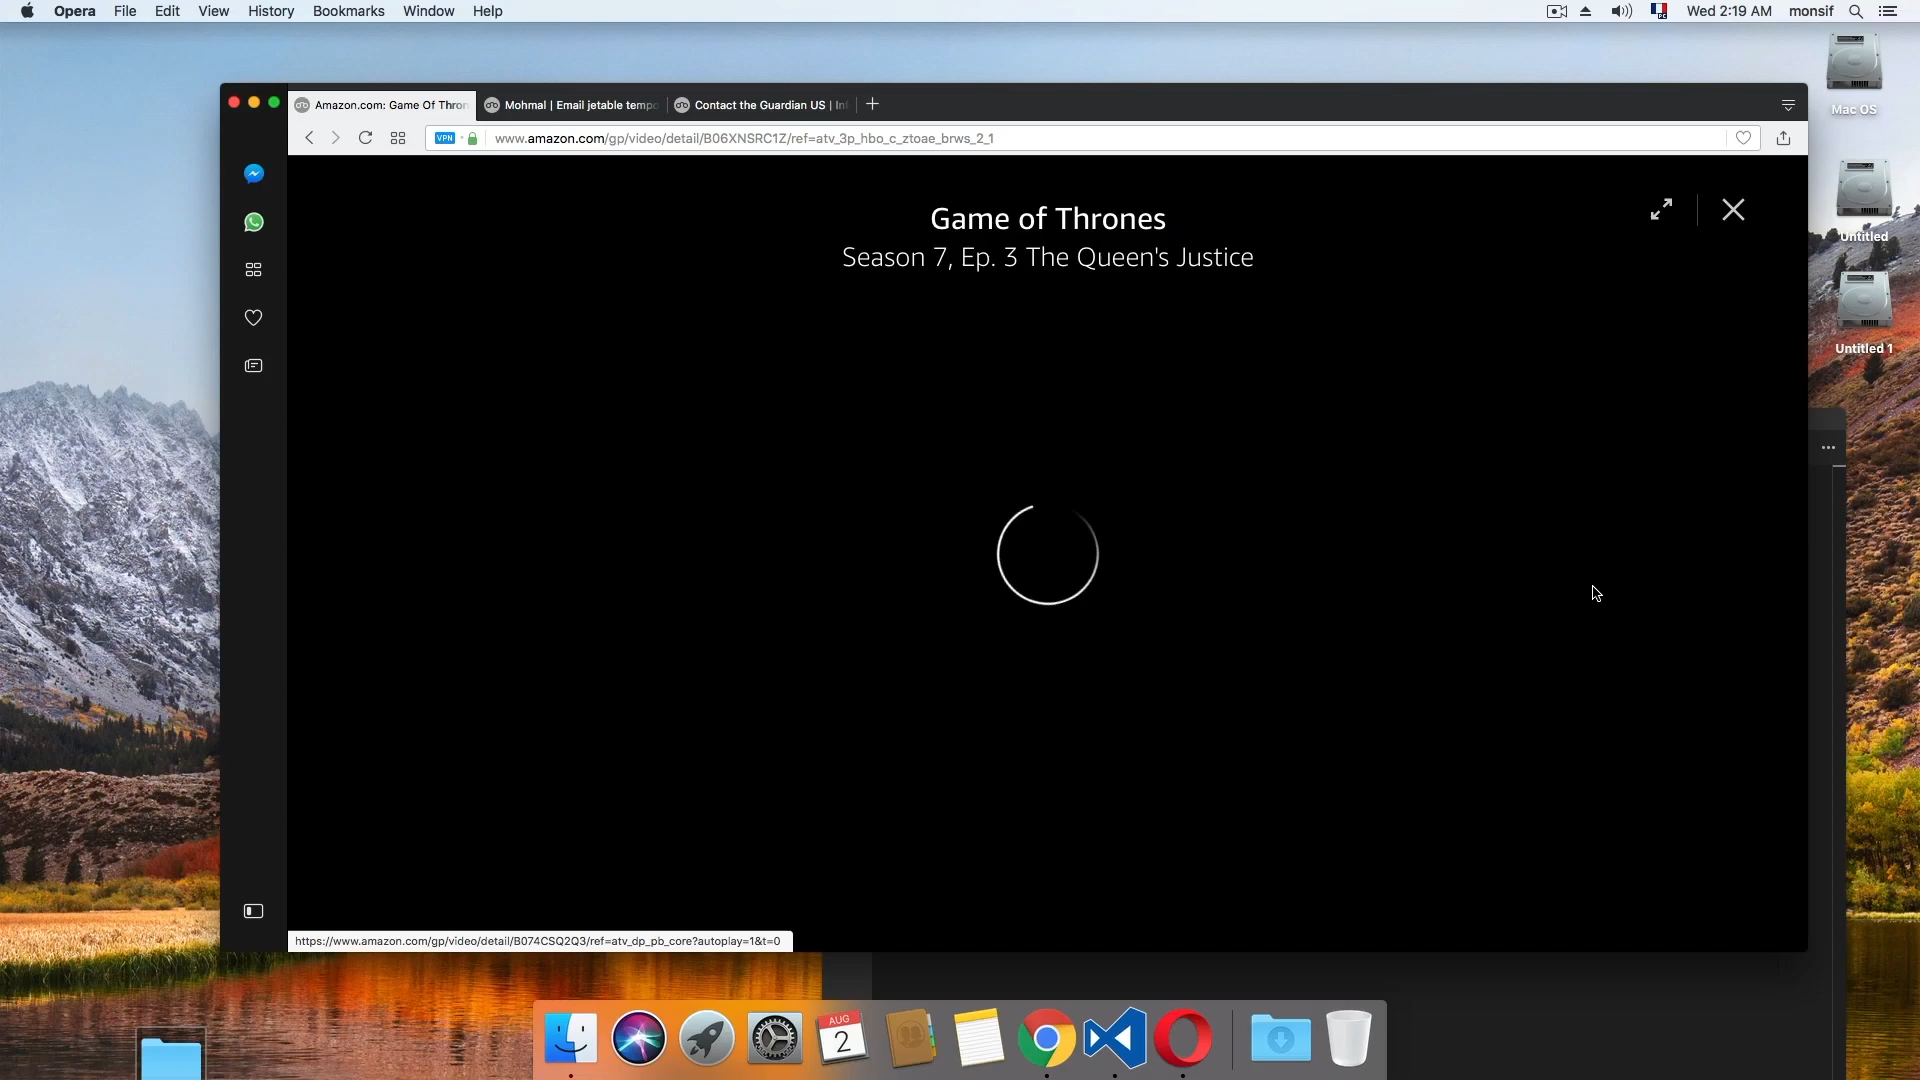 Opera File Edit View History Bookmarks Window Help
Wed 2:19 AM monsif
Mac OS
Untitled
Untitled 1
Amazon.com: Game Of Thron
Mohmal | Email jetable tempo
Contact the Guardian US | In
VPN
www.amazon.com/gp/video/detail/B06XNSRC1Z/ref=atv_3p_hbo_c_ztoae_brws_2_1
Game of Thrones
Season 7, Ep. 3 The Queen's Justice
https://www.amazon.com/gp/video/detail/B074CSQ2Q3/ref=atv_dp_pb_core?autoplay=1&t=0
AUG
2